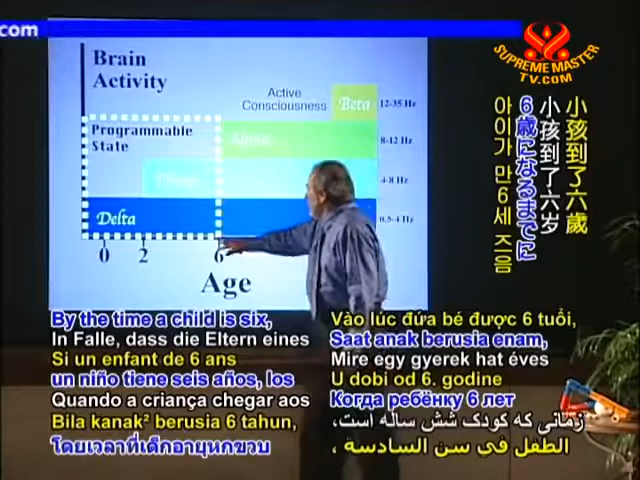 com
SUPREME MASTER
TV.COM
Brain
Activity
Active
Consciousness
Beta
12-35 Hz
Programmable
State
Alpha
8-12 Hz
Theta
4-8 Hz
Delta
0.5-4 Hz
0 2 6
Age
小孩到了六歲
小孩到了六岁
6歳になるまでに
아이가 만6세 즈음
By the time a child is six,
In Falle, dass die Eltern eines
Si un enfant de 6 ans
un niño tiene seis años, los
Quando a criança chegar aos
Bila kanak² berusia 6 tahun,
โดยเวลาที่เด็กอายุหกขวบ
Vào lúc đứa bé được 6 tuổi,
Saat anak berusia enam,
Mire egy gyerek hat éves
U dobi od 6. godine
Когда ребёнку 6 лет
زمانی که کودک شش ساله است،
الطفل في سن السادسة ،